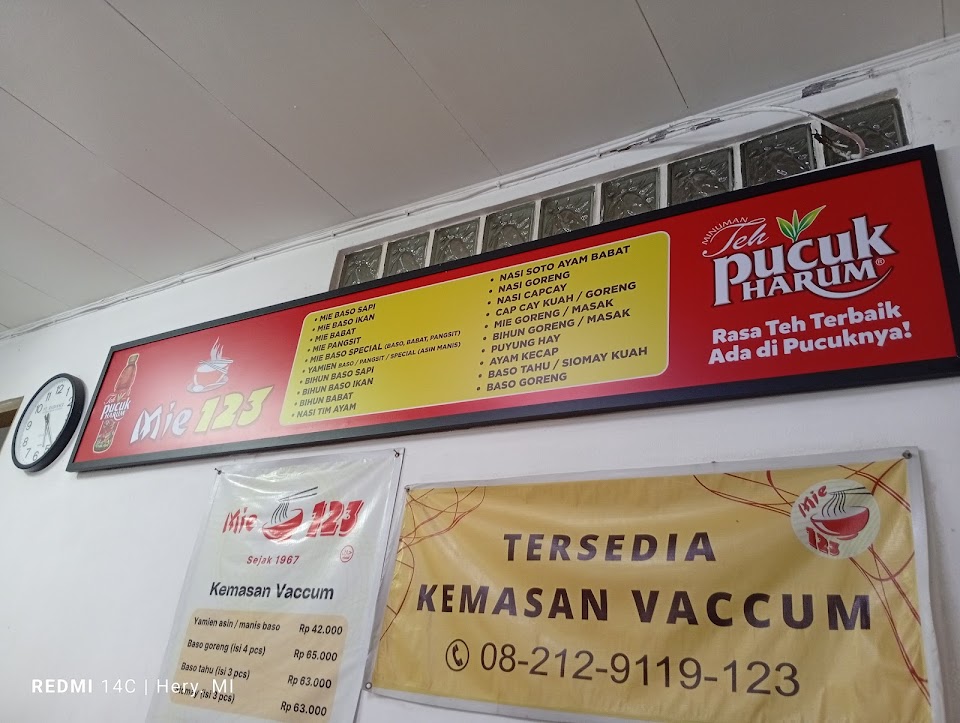 MINUMAN
Teh
Pucuk
HARUM®
Rasa Teh Terbaik
Ada di Pucuknya!
• MIE BASO SAPI
• MIE BASO IKAN
• MIE BABAT
• MIE PANGSIT
• MIE BASO SPECIAL (BASO, BABAT, PANGSIT)
• YAMIEN BASO / PANGSIT / SPECIAL (ASIN MANIS)
• BIHUN BASO SAPI
• BIHUN BASO IKAN
• BIHUN BABAT
• NASI TIM AYAM
• NASI SOTO AYAM BABAT
• NASI GORENG
• NASI CAPCAY
• CAP CAY KUAH / GORENG
• MIE GORENG / MASAK
• BIHUN GORENG / MASAK
• PUYUNG HAY
• AYAM KECAP
• BASO TAHU / SIOMAY KUAH
• BASO GORENG
Pucuk
HARUM
Mie 123
Mie 123
Sejak 1967
Kemasan Vaccum
Yamien asin / manis baso Rp 42.000
Baso goreng (isi 4 pcs) Rp 65.000
Baso tahu (isi 3 pcs) Rp 63.000
(isi 3 pcs) Rp 63.000
Mie
123
TERSEDIA
KEMASAN VACCUM
08-212-9119-123
REDMI 14C | Hery_MI